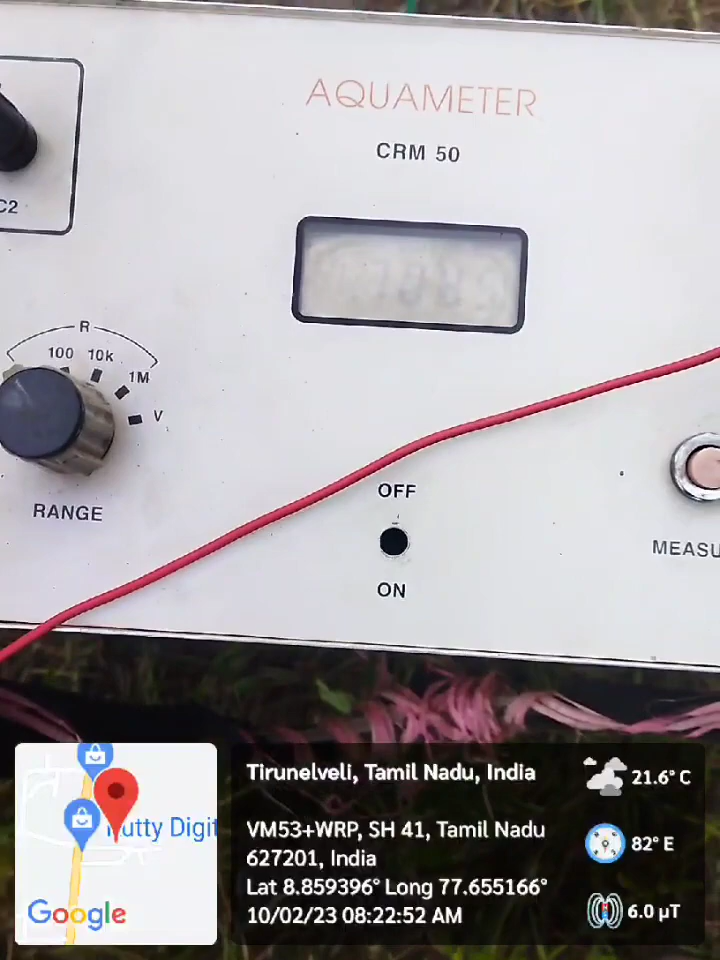 AQUAMETER
CRM 50
C2
R
100 10k
1M
V
RANGE
OFF
ON
MEASU
Tirunelveli, Tamil Nadu, India
21.6° C
VM53+WRP, SH 41, Tamil Nadu
627201, India
82° E
Lat 8.859396° Long 77.655166°
10/02/23 08:22:52 AM
6.0 µT
utty Digit
Google